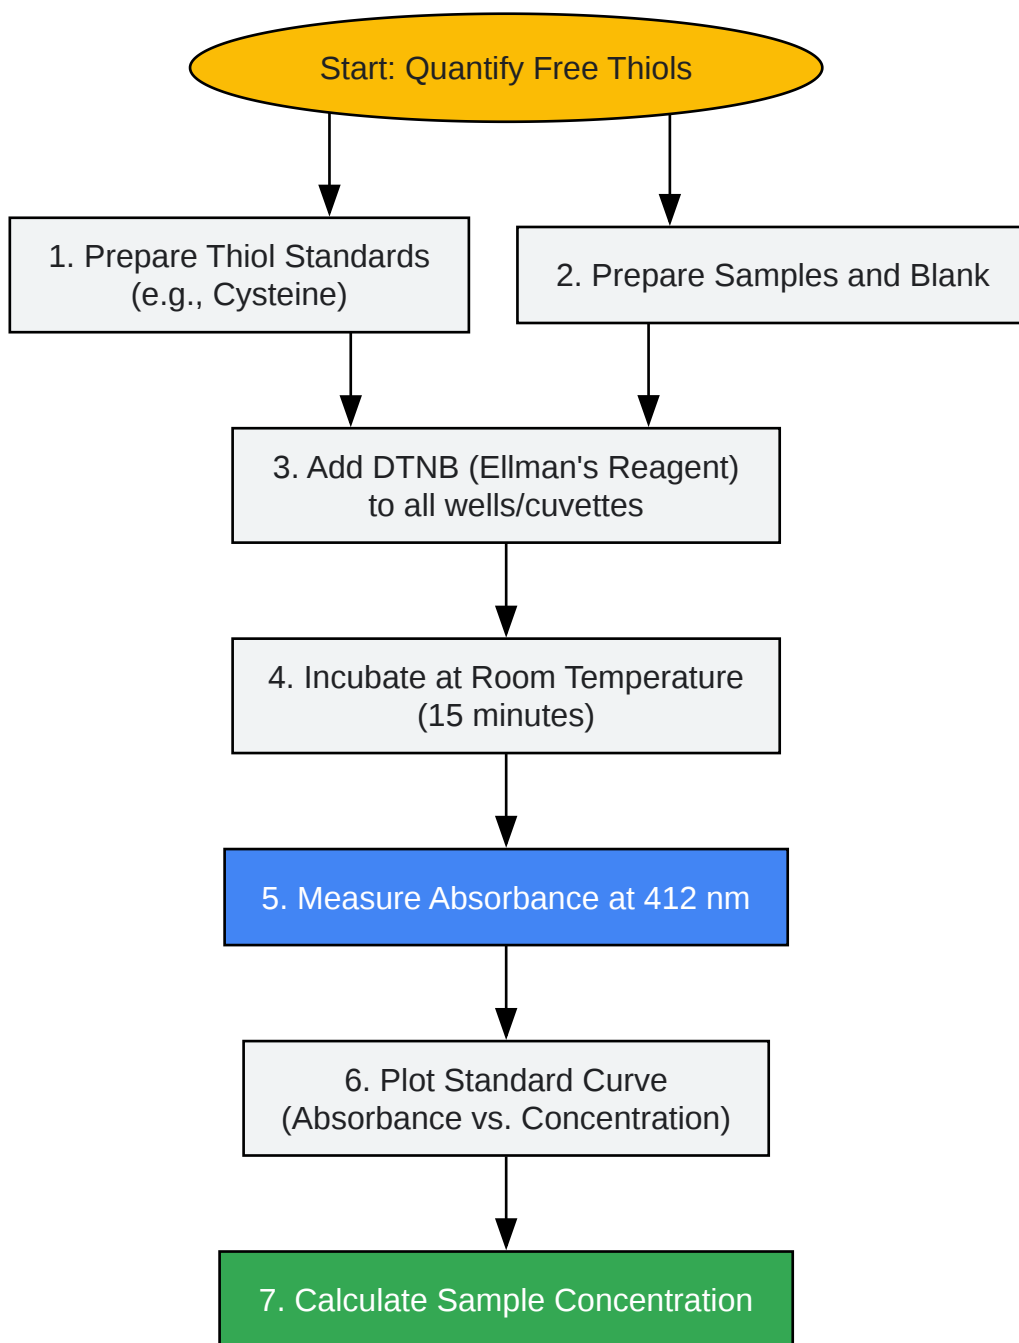 Start: Quantify Free Thiols
1. Prepare Thiol Standards
(e.g., Cysteine)
2. Prepare Samples and Blank
3. Add DTNB (Ellman's Reagent)
to all wells/cuvettes
4. Incubate at Room Temperature
(15 minutes)
5. Measure Absorbance at 412 nm
6. Plot Standard Curve
(Absorbance vs. Concentration)
7. Calculate Sample Concentration